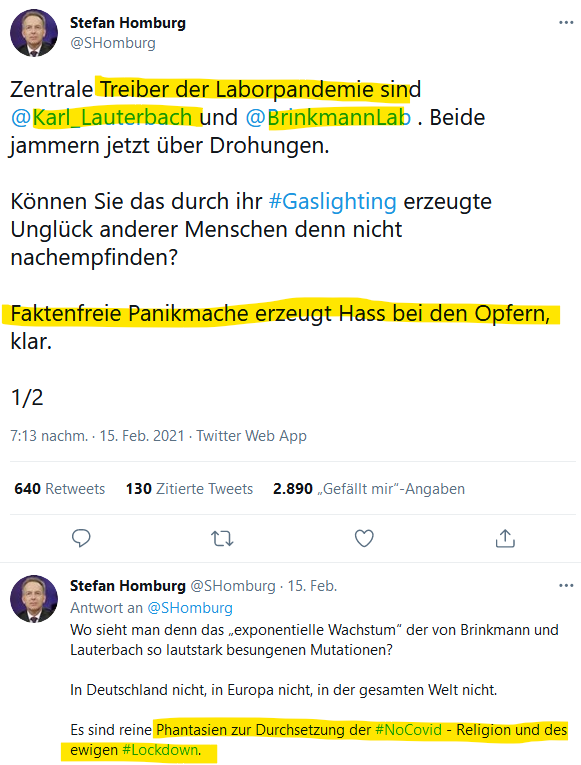 Stefan Homburg
@SHomburg
Zentrale Treiber der Laborpandemie sind
@Karl_Lauterbach und @BrinkmannLab . Beide
jammern jetzt über Drohungen.
Können Sie das durch ihr #Gaslighting erzeugte
Unglück anderer Menschen denn nicht
nachempfinden?
Faktenfreie Panikmache erzeugt Hass bei den Opfern,
klar.
1/2
7:13 nachm. · 15. Feb. 2021 · Twitter Web App
640 Retweets 130 Zitierte Tweets 2.890 „Gefällt mir“-Angaben
Stefan Homburg @SHomburg · 15. Feb.
Antwort an @SHomburg
Wo sieht man denn das „exponentielle Wachstum“ der von Brinkmann und
Lauterbach so lautstark besungenen Mutationen?
In Deutschland nicht, in Europa nicht, in der gesamten Welt nicht.
Es sind reine Phantasien zur Durchsetzung der #NoCovid - Religion und des
ewigen #Lockdown.